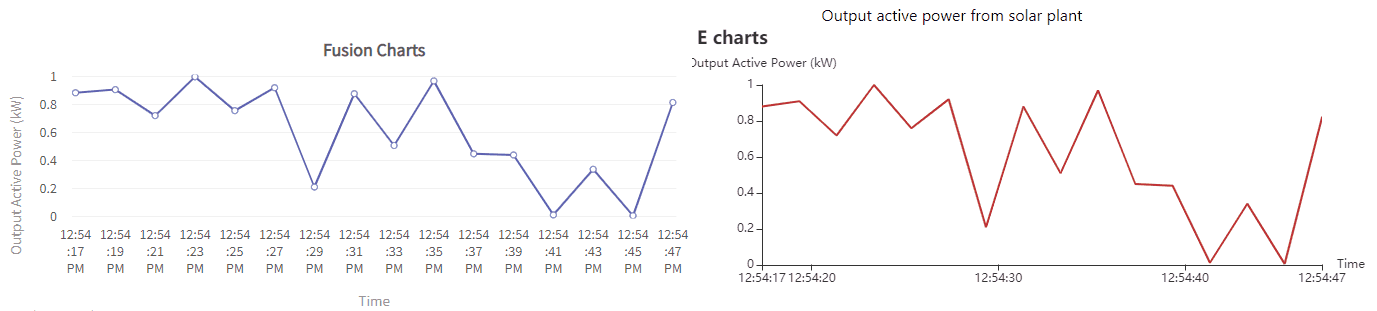 Output active power from solar plant
Fusion Charts
Output Active Power (kW)
1
0.8
0.6
0.4
0.2
0
12:54 12:54 12:54 12:54 12:54 12:54 12:54 12:54 12:54 12:54 12:54 12:54 12:54 12:54 12:54 12:54
:17 :19 :21 :23 :25 :27 :29 :31 :33 :35 :37 :39 :41 :43 :45 :47
PM PM PM PM PM PM PM PM PM PM PM PM PM PM PM PM
Time
E charts
Output Active Power (kW)
1
0.8
0.6
0.4
0.2
0
12:54:17 12:54:20 12:54:30 12:54:40 12:54:47
Time